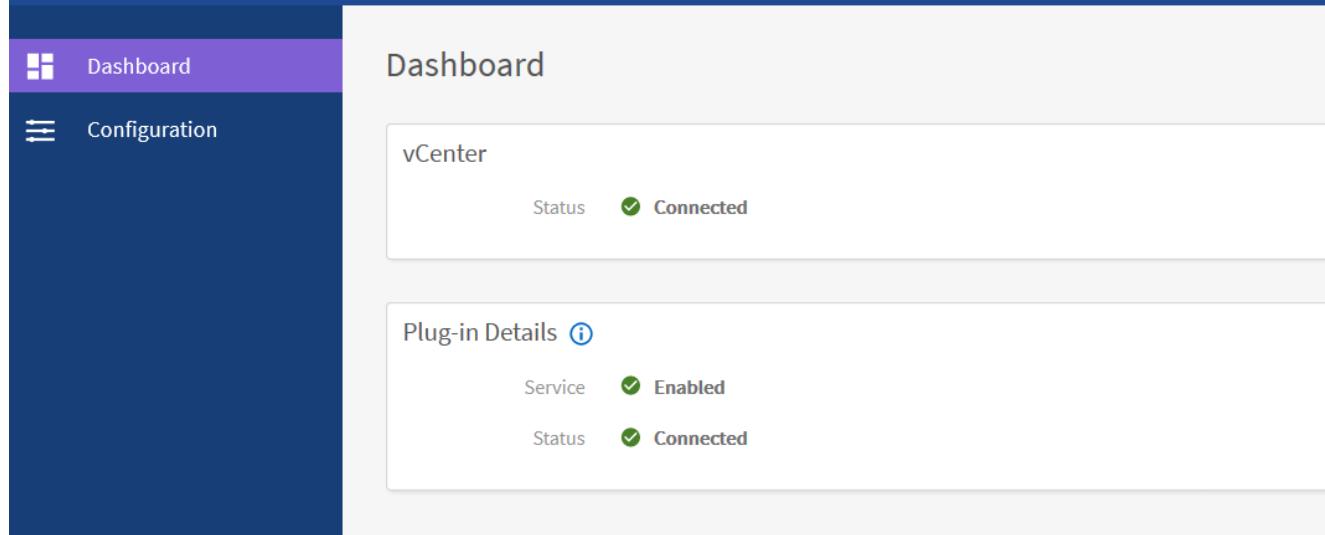 Dashboard
Configuration
Dashboard
vCenter
Status Connected
Plug-in Details
Service Enabled
Status Connected